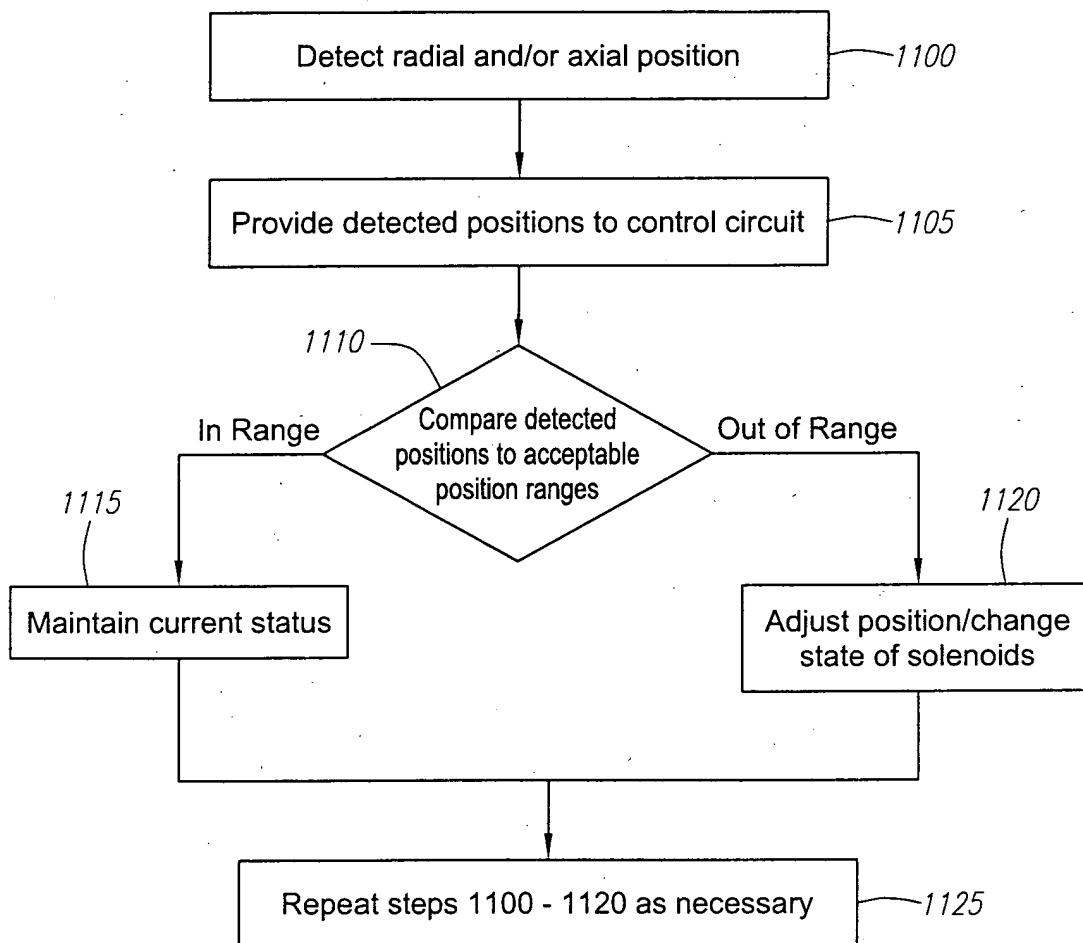 Detect radial and/or axial position
1100
Provide detected positions to control circuit
1105
1110
Compare detected
positions to acceptable
position ranges
In Range
Out of Range
1115
1120
Maintain current status
Adjust position/change
state of solenoids
Repeat steps 1100 - 1120 as necessary
1125